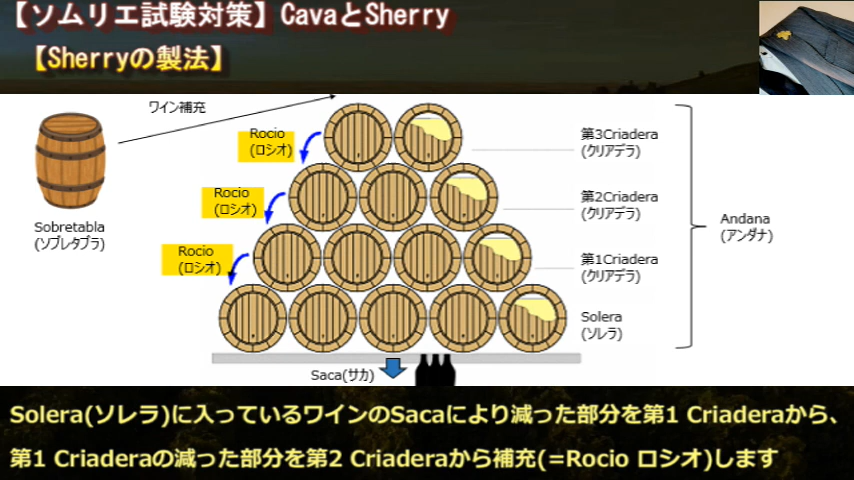 【ソムリエ試験対策】CavaとSherry
【Sherryの製法】
ワイン補充
Rocio
(ロシオ)
第3Criadera
(クリアデラ)
Rocio
(ロシオ)
第2Criadera
(クリアデラ)
Sobretabla
(ソブレタブラ)
Andana
(アンダナ)
Rocio
(ロシオ)
第1Criadera
(クリアデラ)
Solera
(ソレラ)
Saca(サカ)
Solera(ソレラ)に入っているワインのSacaにより減った部分を第1 Criaderaから、
第1 Criaderaの減った部分を第2 Criaderaから補充(=Rocio ロシオ)します